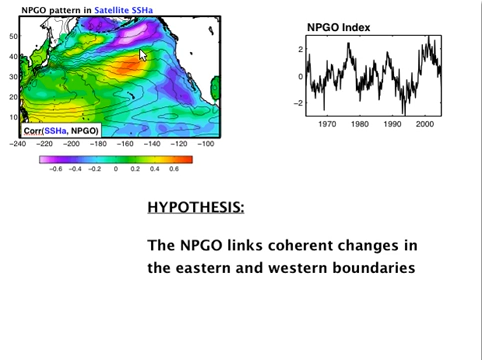 NPGO pattern in Satellite SSHa
50
40
30
20
10
Corr(SSHa, NPGO)
−240 −220 −200 −180 −160 −140 −120 −100
−0.6 −0.4 −0.2 0 0.2 0.4 0.6
NPGO Index
2
0
−2
1970 1980 1990 2000
HYPOTHESIS:
The NPGO links coherent changes in
the eastern and western boundaries